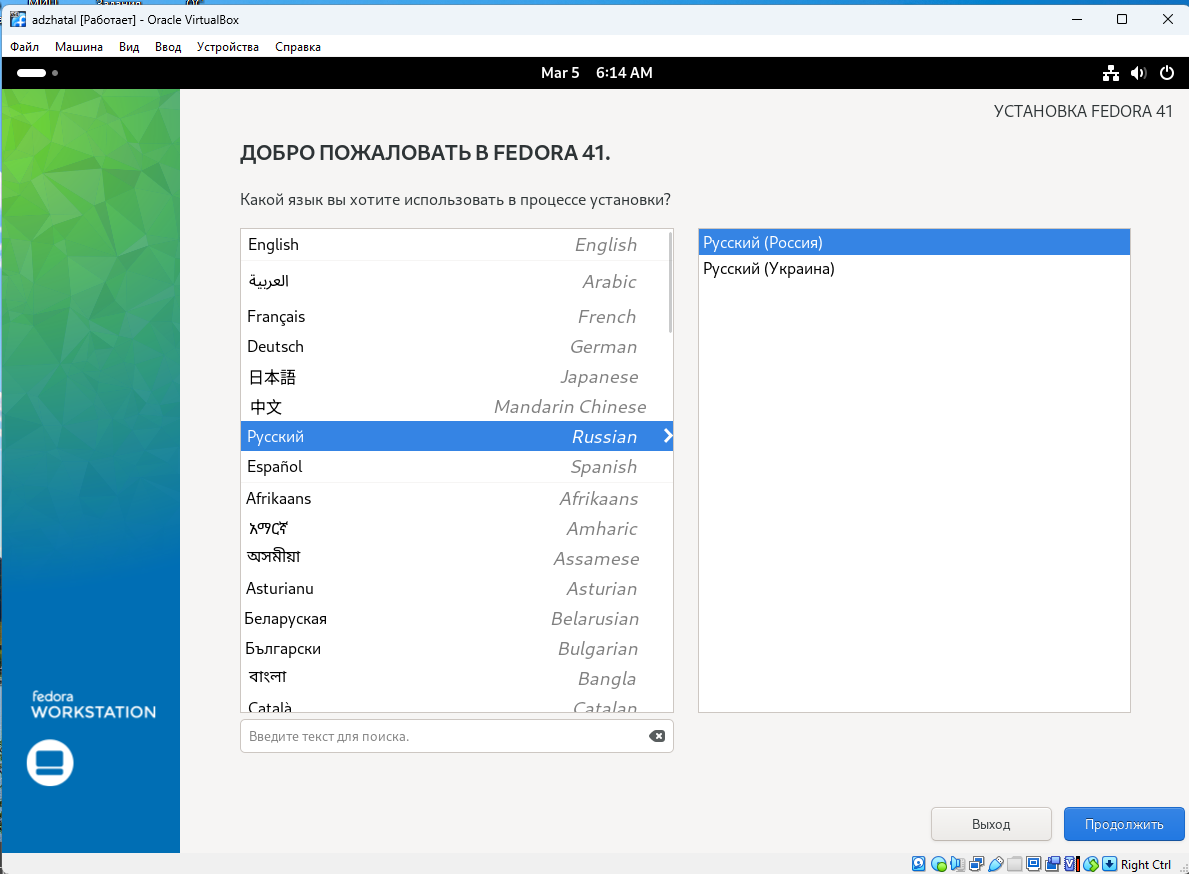 adzhatal [Работает] - Oracle VirtualBox
Файл Машина Вид Ввод Устройства Справка
Mar 5 6:14 AM
УСТАНОВКА FEDORA 41
ДОБРО ПОЖАЛОВАТЬ В FEDORA 41.
Какой язык вы хотите использовать в процессе установки?
English English
العربية Arabic
Français French
Deutsch German
日本語 Japanese
中文 Mandarin Chinese
Русский Russian
Español Spanish
Afrikaans Afrikaans
አማርኛ Amharic
অসমীয়া Assamese
Asturianu Asturian
Беларуская Belarusian
Български Bulgarian
বাংলা Bangla
Català Catalan
Русский (Россия)
Русский (Украина)
Введите текст для поиска.
fedora
WORKSTATION
Выход Продолжить
Right Ctrl